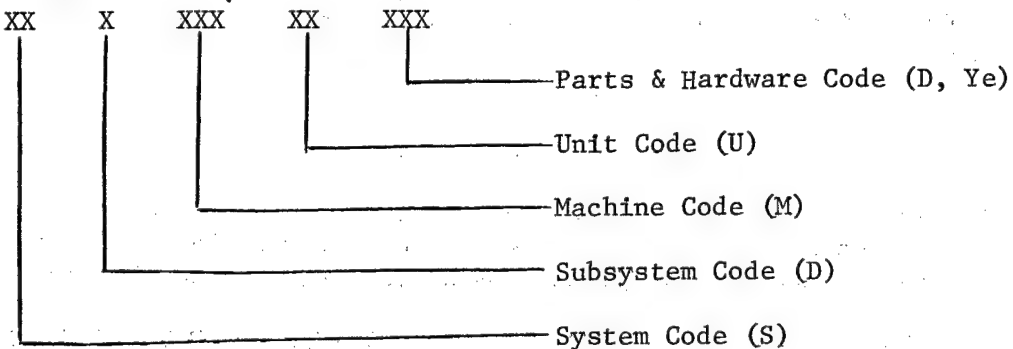 XX X XXX XX XXX
Parts & Hardware Code (D, Ye)
Unit Code (U)
Machine Code (M)
Subsystem Code (D)
System Code (S)